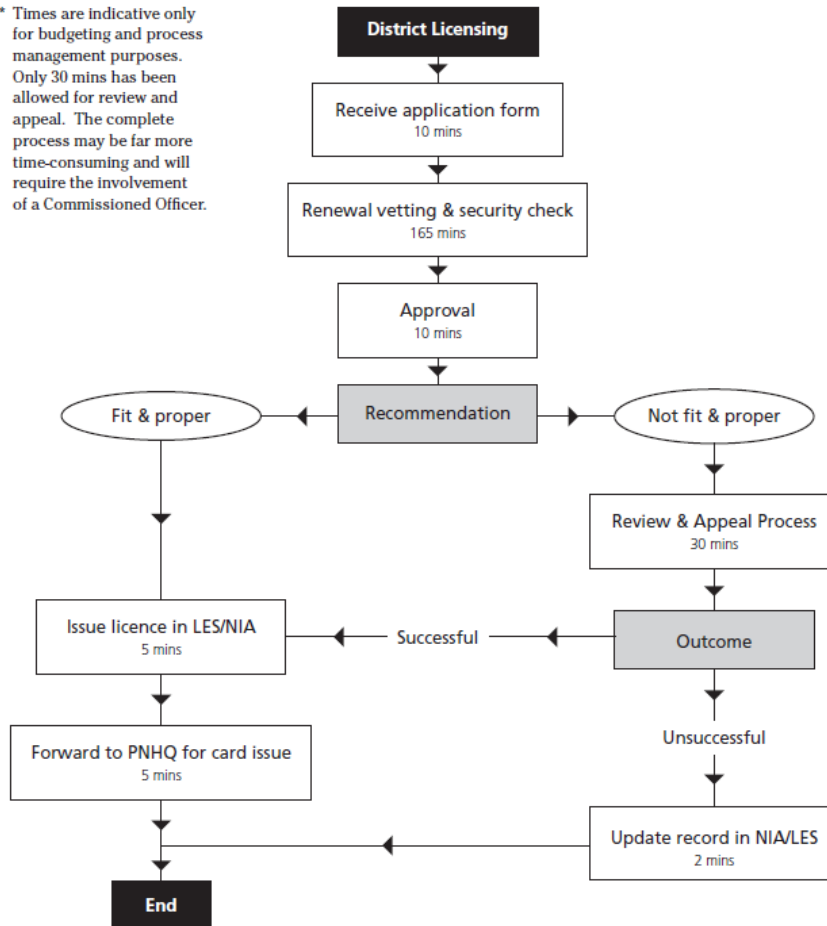 * Times are indicative only
for budgeting and process
management purposes.
Only 30 mins has been
allowed for review and
appeal. The complete
process may be far more
time-consuming and will
require the involvement
of a Commissioned Officer.
District Licensing
Receive application form
10 mins
Renewal vetting & security check
165 mins
Approval
10 mins
Recommendation
Fit & proper
Not fit & proper
Review & Appeal Process
30 mins
Outcome
Successful
Issue licence in LES/NIA
5 mins
Unsuccessful
Forward to PNHQ for card issue
5 mins
Update record in NIA/LES
2 mins
End